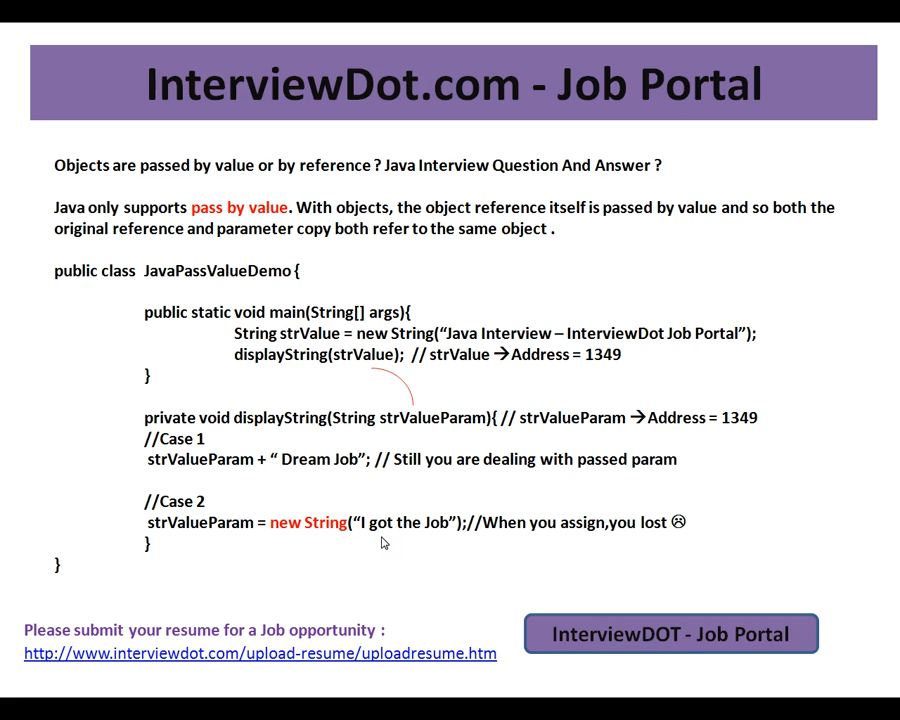 InterviewDot.com - Job Portal
Objects are passed by value or by reference ? Java Interview Question And Answer ?
Java only supports pass by value. With objects, the object reference itself is passed by value and so both the
original reference and parameter copy both refer to the same object .
public class JavaPassValueDemo {
public static void main(String[] args){
String strValue = new String(“Java Interview – InterviewDot Job Portal”);
displayString(strValue); // strValue →Address = 1349
}
private void displayString(String strValueParam){ // strValueParam →Address = 1349
//Case 1
strValueParam + “ Dream Job”; // Still you are dealing with passed param
//Case 2
strValueParam = new String(“I got the Job”);//When you assign,you lost ☹
}
}
Please submit your resume for a Job opportunity :
http://www.interviewdot.com/upload-resume/uploadresume.htm
InterviewDOT - Job Portal